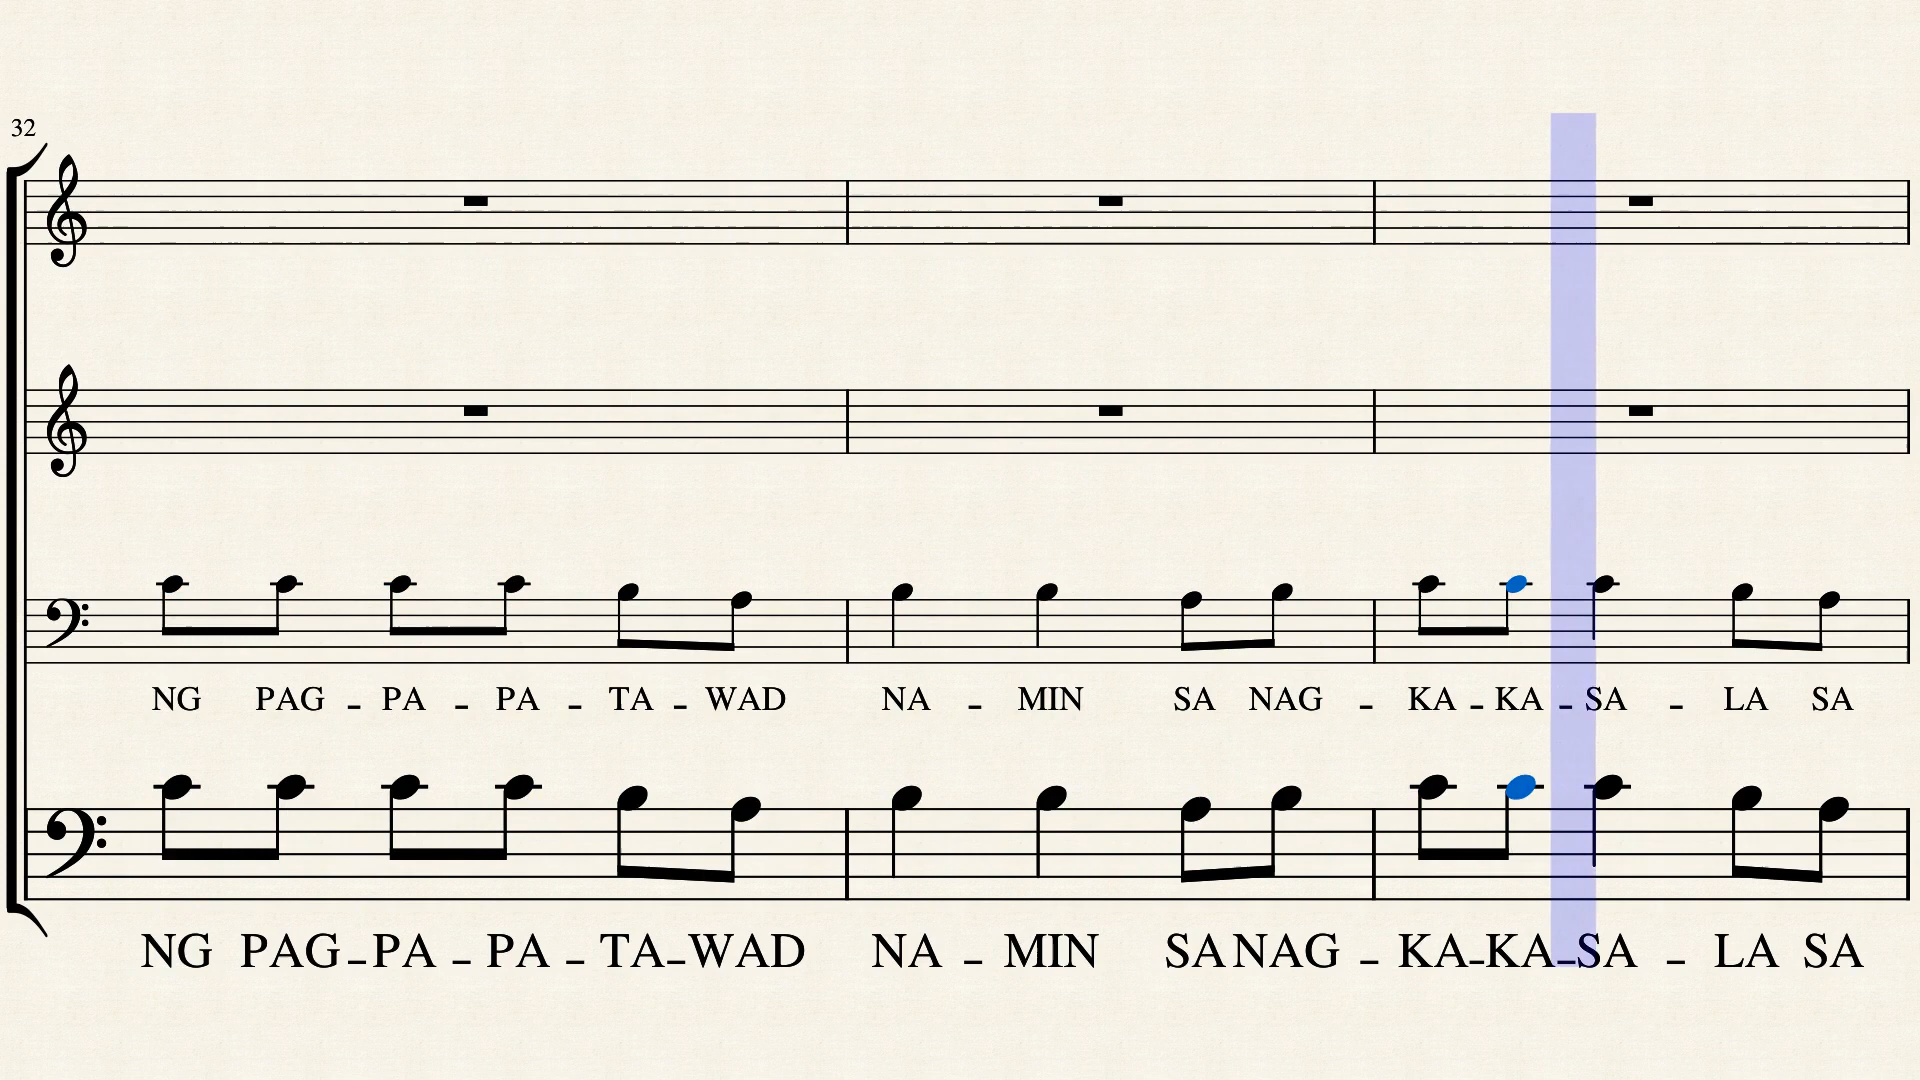 32
NG PAG - PA - PA - TA - WAD NA - MIN SA NAG - KA - KA - SA - LA SA
NG PAG - PA - PA - TA - WAD NA - MIN SA NAG - KA - KA - SA - LA SA